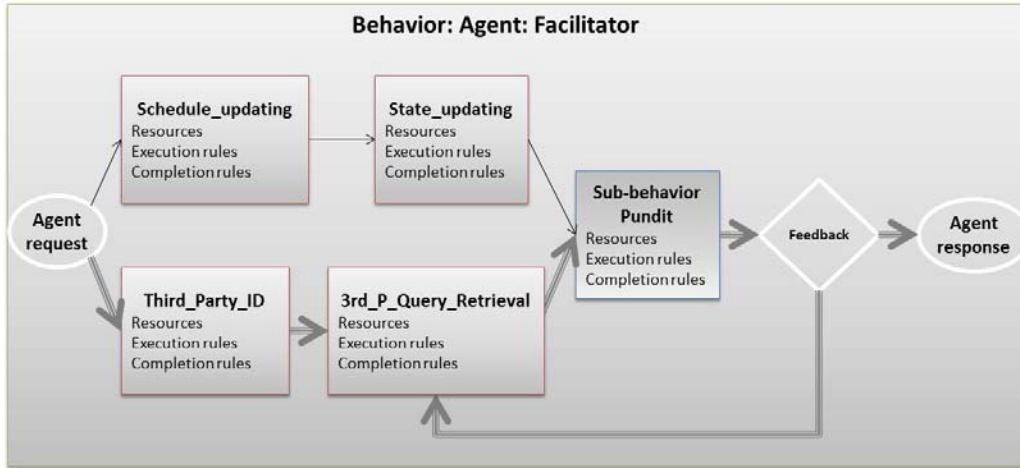 Behavior: Agent: Facilitator
Schedule_updating
Resources
Execution rules
Completion rules
State_updating
Resources
Execution rules
Completion rules
Agent
request
Sub-behavior
Pundit
Resources
Execution rules
Completion rules
Feedback
Agent
response
Third_Party_ID
Resources
Execution rules
Completion rules
3rd_P_Query_Retrieval
Resources
Execution rules
Completion rules